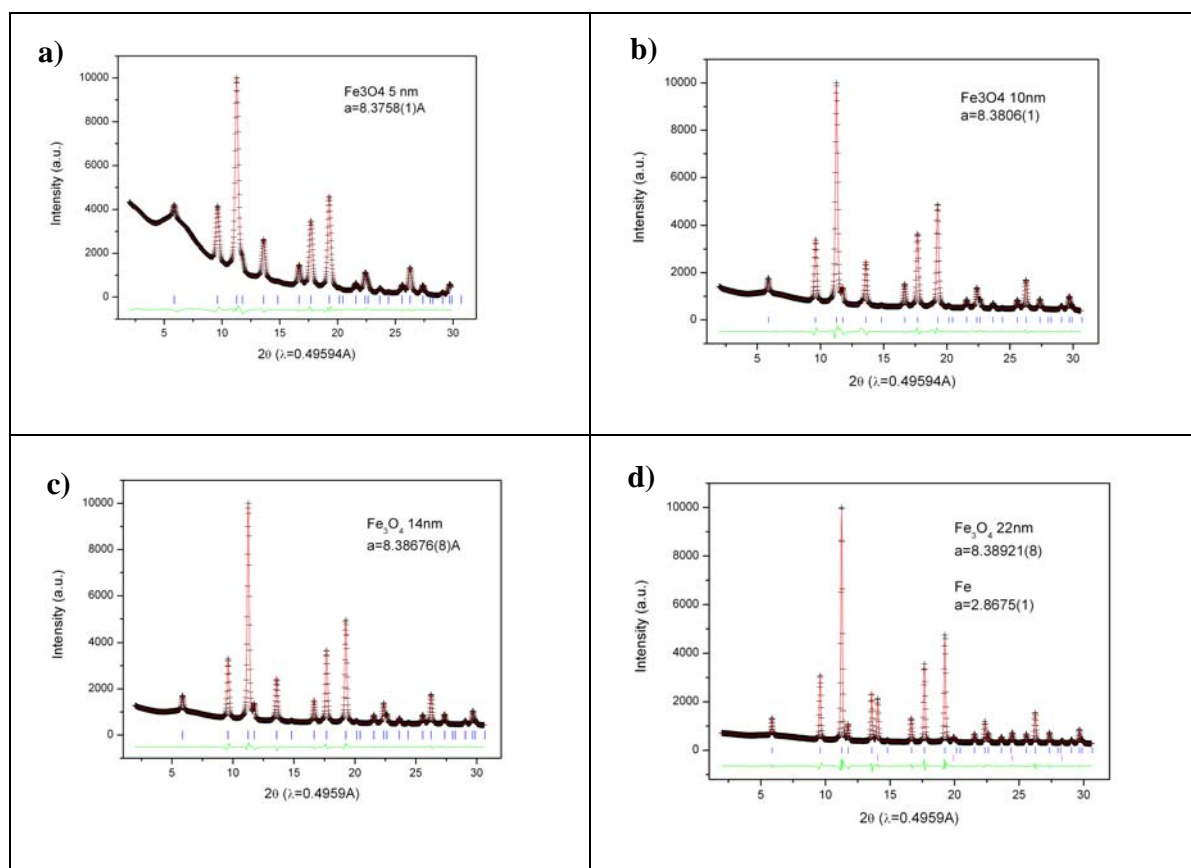 a)
Fe3O4 5 nm
a=8.3758(1)A
Intensity (a.u.)
10000
8000
6000
4000
2000
0
5 10 15 20 25 30
2θ (λ=0.49594A)
b)
Fe3O4 10nm
a=8.3806(1)
Intensity (a.u.)
10000
8000
6000
4000
2000
0
5 10 15 20 25 30
2θ (λ=0.49594A)
c)
Fe₃O₄ 14nm
a=8.38676(8)A
Intensity (a.u.)
10000
8000
6000
4000
2000
0
5 10 15 20 25 30
2θ (λ=0.4959A)
d)
Fe₃O₄ 22nm
a=8.38921(8)
Fe
a=2.8675(1)
Intensity (a.u.)
10000
8000
6000
4000
2000
0
5 10 15 20 25 30
2θ (λ=0.4959A)